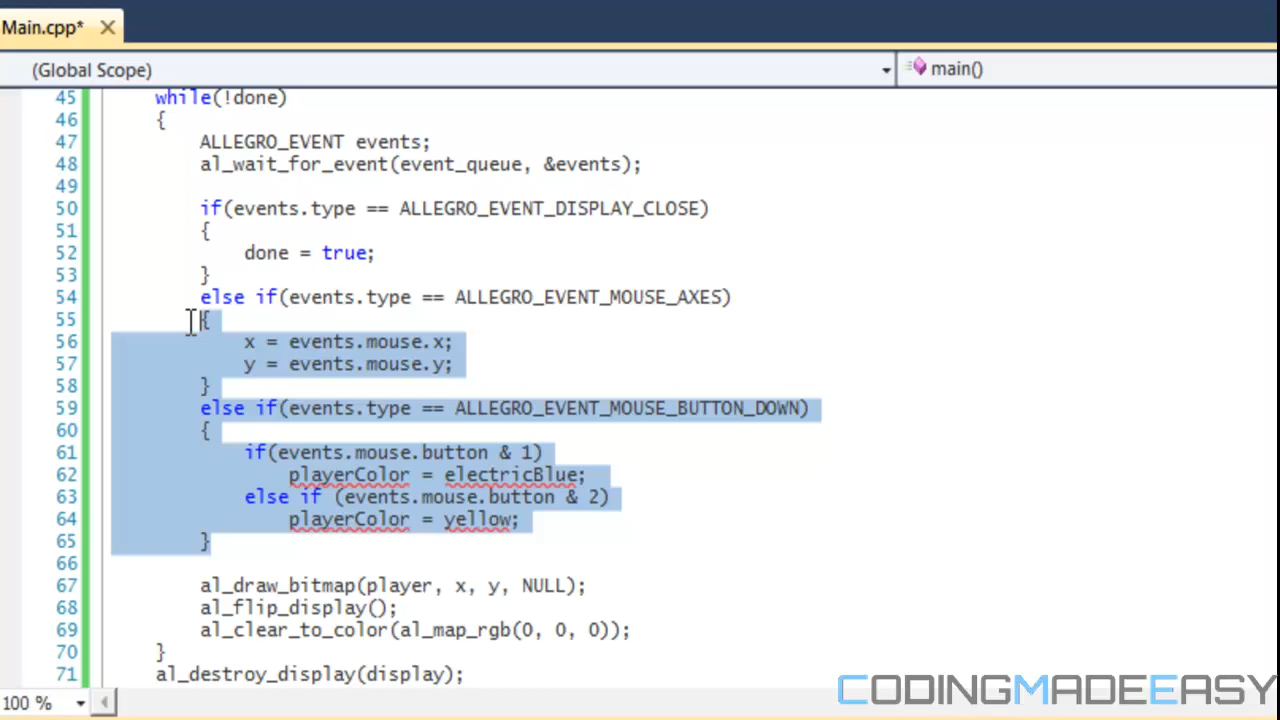 Main.cpp*
(Global Scope) main()
45 while(!done)
46 {
47 ALLEGRO_EVENT events;
48 al_wait_for_event(event_queue, &events);
49
50 if(events.type == ALLEGRO_EVENT_DISPLAY_CLOSE)
51 {
52 done = true;
53 }
54 else if(events.type == ALLEGRO_EVENT_MOUSE_AXES)
55 {
56 x = events.mouse.x;
57 y = events.mouse.y;
58 }
59 else if(events.type == ALLEGRO_EVENT_MOUSE_BUTTON_DOWN)
60 {
61 if(events.mouse.button & 1)
62 playerColor = electricBlue;
63 else if (events.mouse.button & 2)
64 playerColor = yellow;
65 }
66
67 al_draw_bitmap(player, x, y, NULL);
68 al_flip_display();
69 al_clear_to_color(al_map_rgb(0, 0, 0));
70 }
71 al_destroy_display(display);
100 %
CODINGMADEEASY